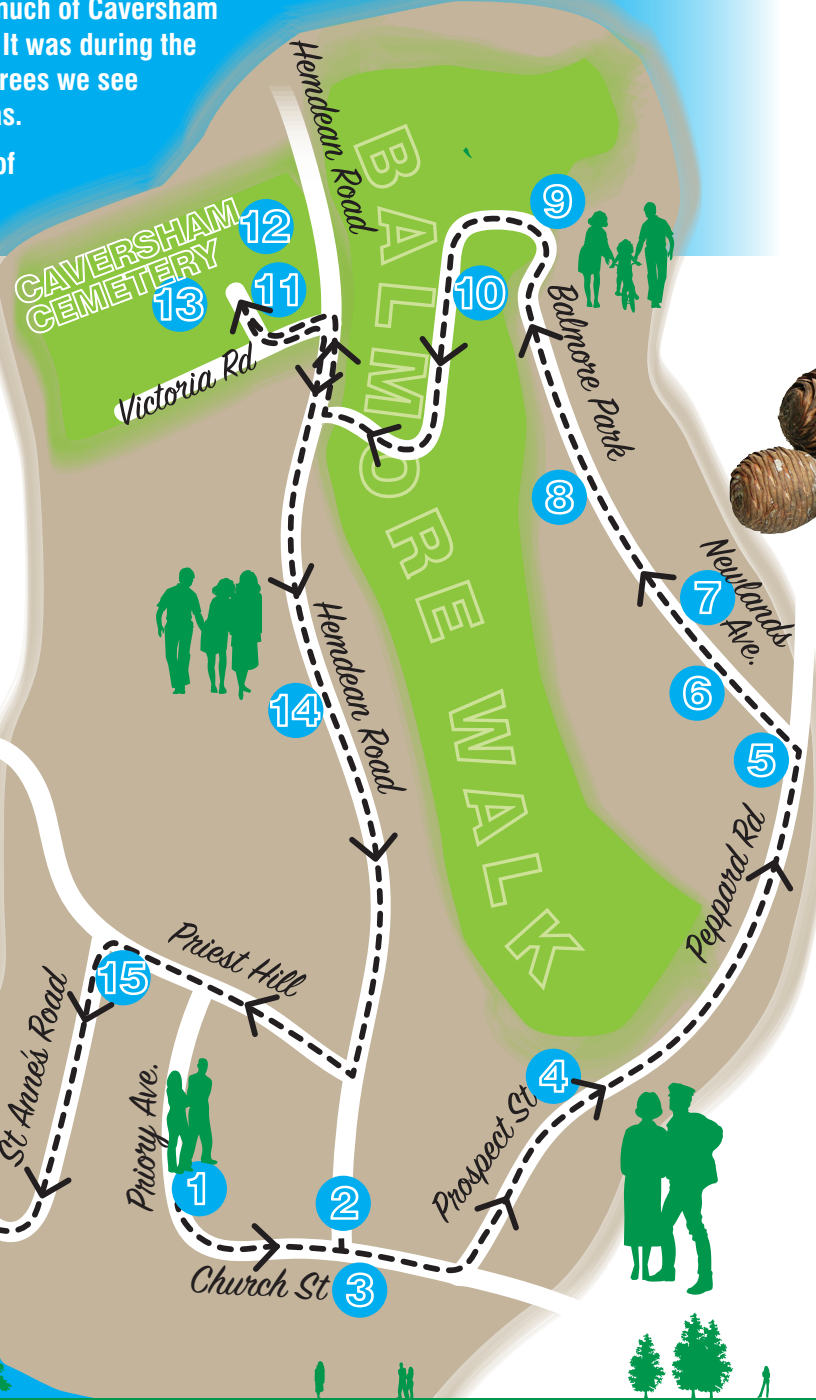 much of Caversham
It was during the
trees we see
of
Hemdean Road
BALMORE WALK
CAVERSHAM
CEMETERY
12
11
13
9
10
Victoria Rd
Balmore Park
8
Newlands
Ave.
7
6
5
Hemdean Road
14
Peppard Rd
Priest Hill
15
St Anne's Road
Priory Ave.
4
Prospect St
1
2
Church St
3